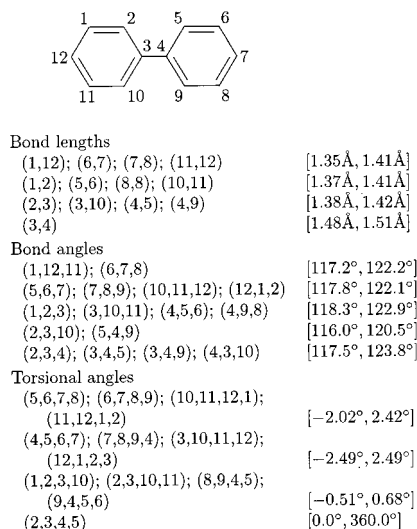 1 2 5 6
12 3 4 7
11 10 9 8
Bond lengths
(1,12); (6,7); (7,8); (11,12) [1.35Å, 1.41Å]
(1,2); (5,6); (8,8); (10,11) [1.37Å, 1.41Å]
(2,3); (3,10); (4,5); (4,9) [1.38Å, 1.42Å]
(3,4) [1.48Å, 1.51Å]
Bond angles
(1,12,11); (6,7,8) [117.2°, 122.2°]
(5,6,7); (7,8,9); (10,11,12); (12,1,2) [117.8°, 122.1°]
(1,2,3); (3,10,11); (4,5,6); (4,9,8) [118.3°, 122.9°]
(2,3,10); (5,4,9) [116.0°, 120.5°]
(2,3,4); (3,4,5); (3,4,9); (4,3,10) [117.5°, 123.8°]
Torsional angles
(5,6,7,8); (6,7,8,9); (10,11,12,1);
(11,12,1,2) [−2.02°, 2.42°]
(4,5,6,7); (7,8,9,4); (3,10,11,12);
(12,1,2,3) [−2.49°, 2.49°]
(1,2,3,10); (2,3,10,11); (8,9,4,5);
(9,4,5,6) [−0.51°, 0.68°]
(2,3,4,5) [0.0°, 360.0°]